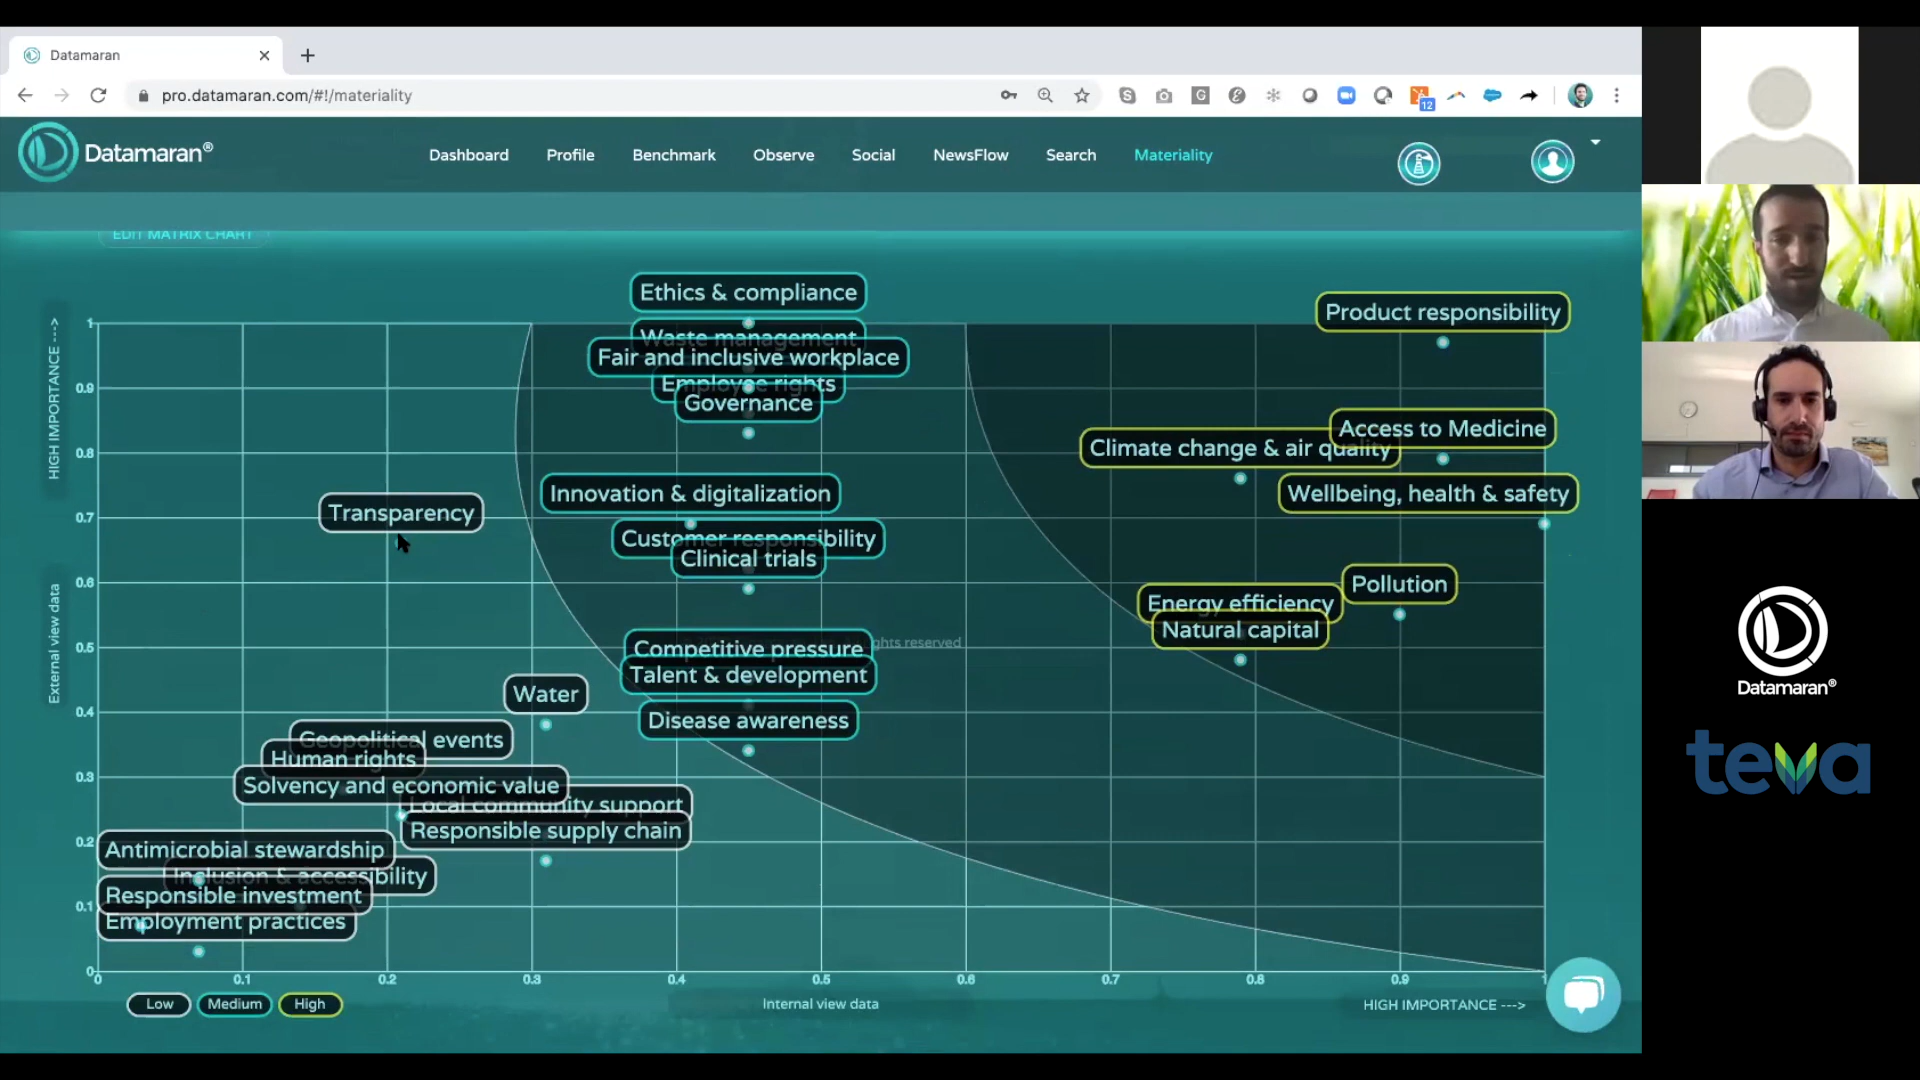 Datamaran
pro.datamaran.com/#!/materiality
12
Datamaran®
Dashboard
Profile
Benchmark
Observe
Social
NewsFlow
Search
Materiality
EDIT MATRIX CHART
Ethics & compliance
Product responsibility
Waste management
Fair and inclusive workplace
Employee rights
Governance
Access to Medicine
Climate change & air quality
Innovation & digitalization
Wellbeing, health & safety
Transparency
Customer responsibility
Clinical trials
Pollution
Energy efficiency
Natural capital
Competitive pressure
ghts reserved
Talent & development
Water
Disease awareness
Geopolitical events
Human rights
Solvency and economic value
Local community support
Responsible supply chain
Antimicrobial stewardship
Inclusion & accessibility
Responsible investment
Employment practices
HIGH IMPORTANCE --->
External view data
1
0.9
0.8
0.7
0.6
0.5
0.4
0.3
0.2
0.1
0
0
0.1
0.2
0.3
0.4
0.5
0.6
0.7
0.8
0.9
1
Low
Medium
High
Internal view data
HIGH IMPORTANCE --->
Datamaran®
teva